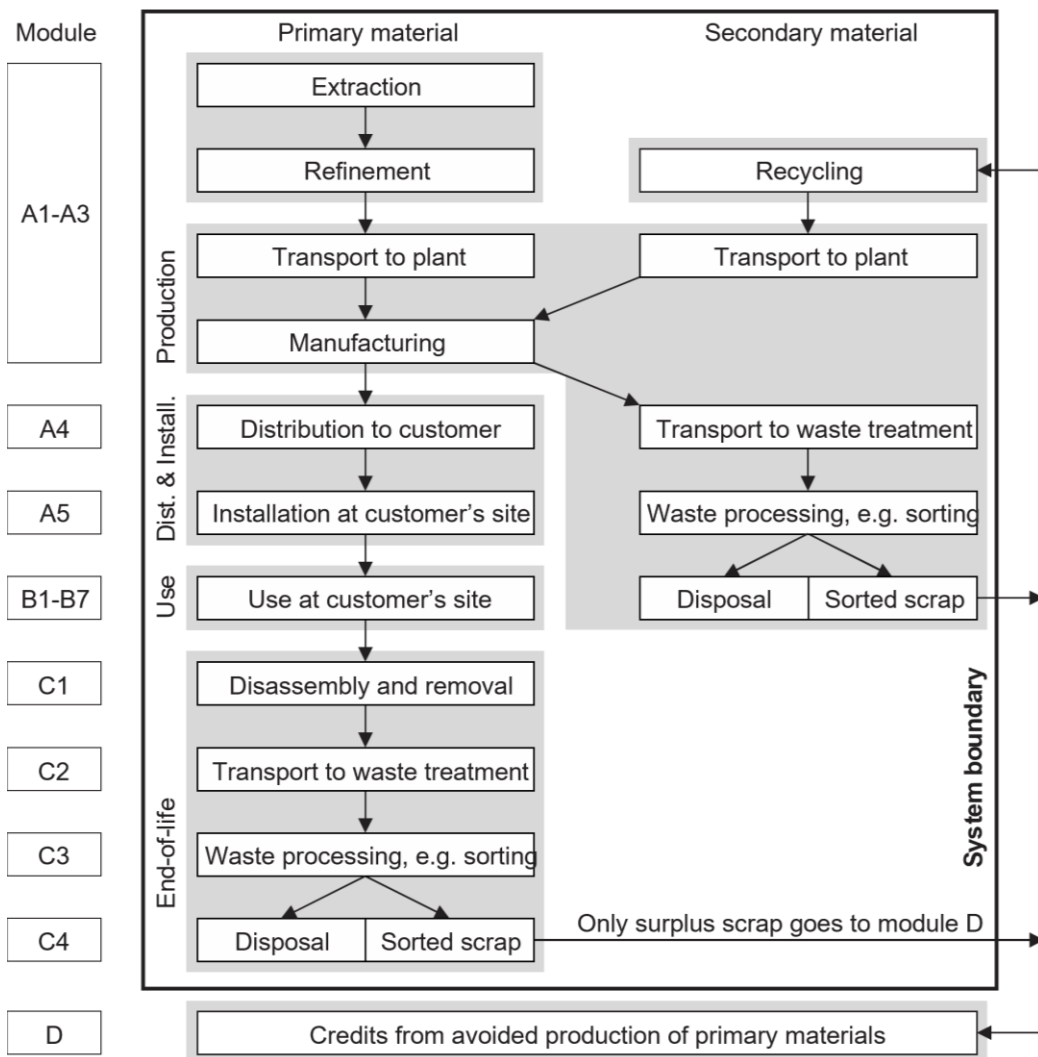 Module
Primary material
Secondary material
A1-A3
Extraction
Refinement
Recycling
Production
Transport to plant
Transport to plant
Manufacturing
A4
Dist. & Install.
Distribution to customer
Transport to waste treatment
A5
Installation at customer's site
Waste processing, e.g. sorting
B1-B7
Use
Use at customer's site
Disposal
Sorted scrap
C1
End-of-life
Disassembly and removal
System boundary
C2
Transport to waste treatment
C3
Waste processing, e.g. sorting
C4
Disposal
Sorted scrap
Only surplus scrap goes to module D
D
Credits from avoided production of primary materials